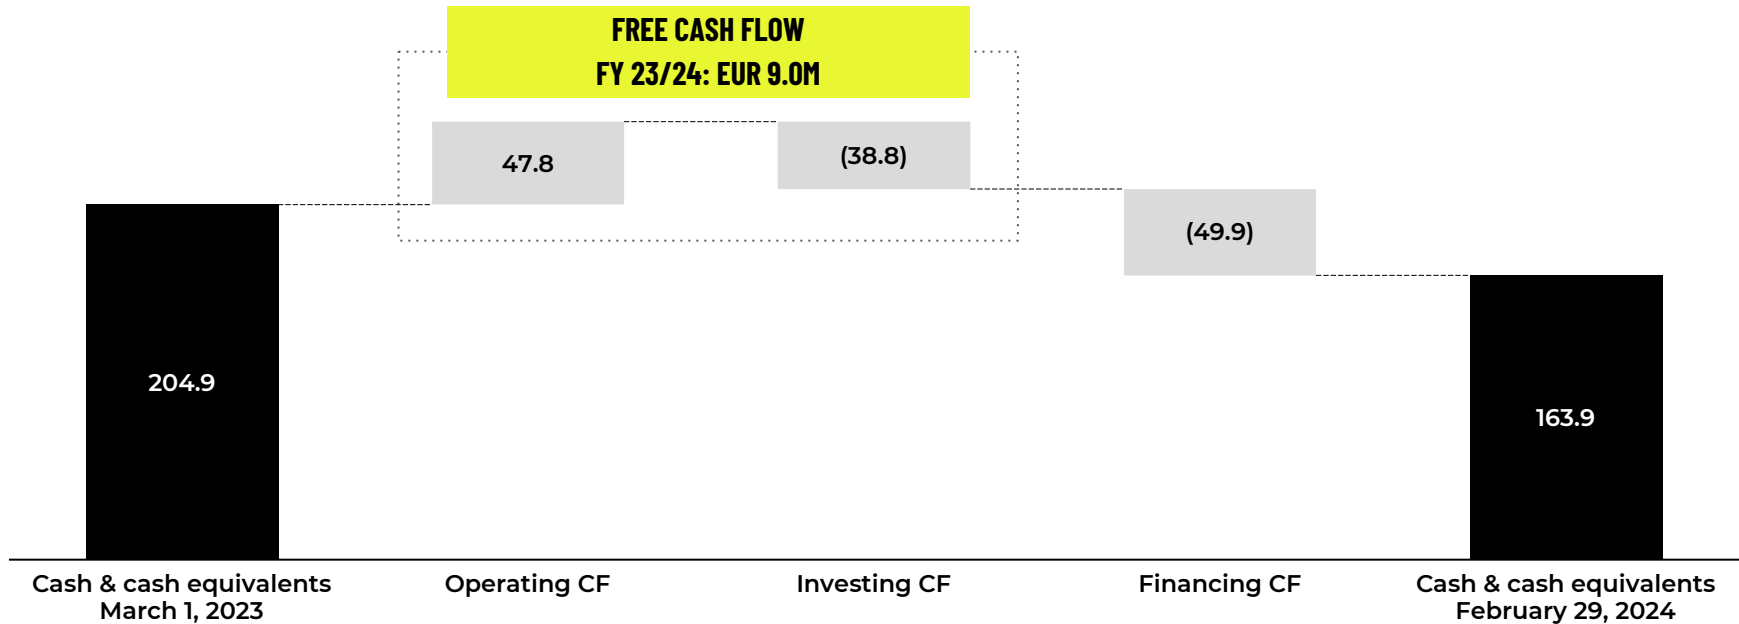 FREE CASH FLOW
FY 23/24: EUR 9.0M
47.8
(38.8)
(49.9)
204.9
163.9
Cash & cash equivalents
March 1, 2023
Operating CF
Investing CF
Financing CF
Cash & cash equivalents
February 29, 2024